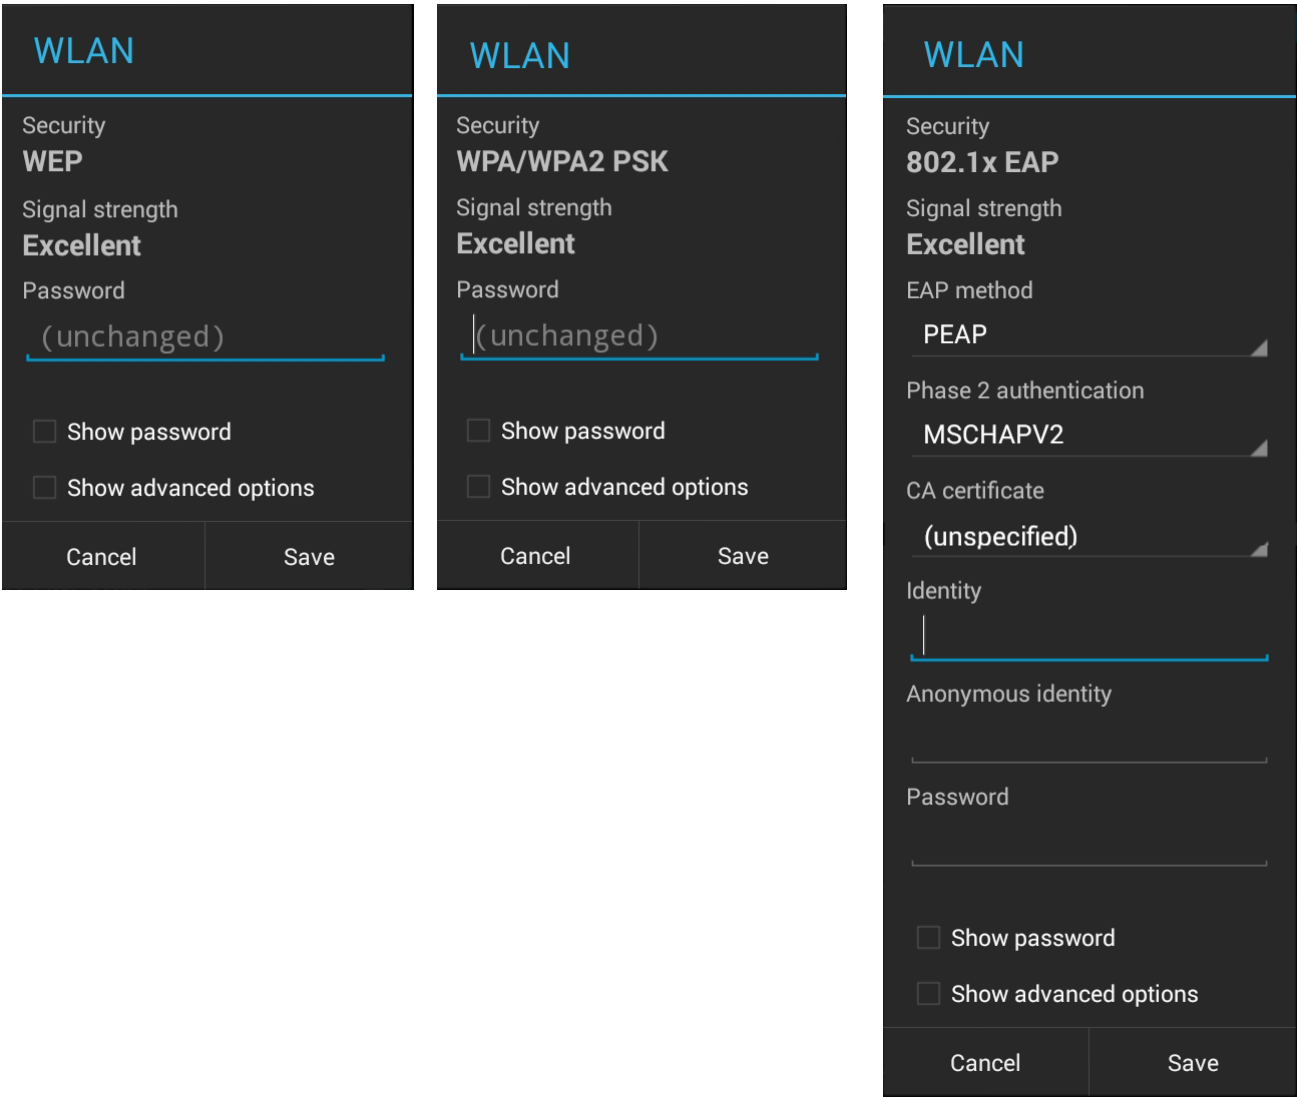 WLAN
Security
WEP
Signal strength
Excellent
Password
(unchanged)
Show password
Show advanced options
Cancel
Save
WLAN
Security
WPA/WPA2 PSK
Signal strength
Excellent
Password
(unchanged)
Show password
Show advanced options
Cancel
Save
WLAN
Security
802.1x EAP
Signal strength
Excellent
EAP method
PEAP
Phase 2 authentication
MSCHAPV2
CA certificate
(unspecified)
Identity
Anonymous identity
Password
Show password
Show advanced options
Cancel
Save